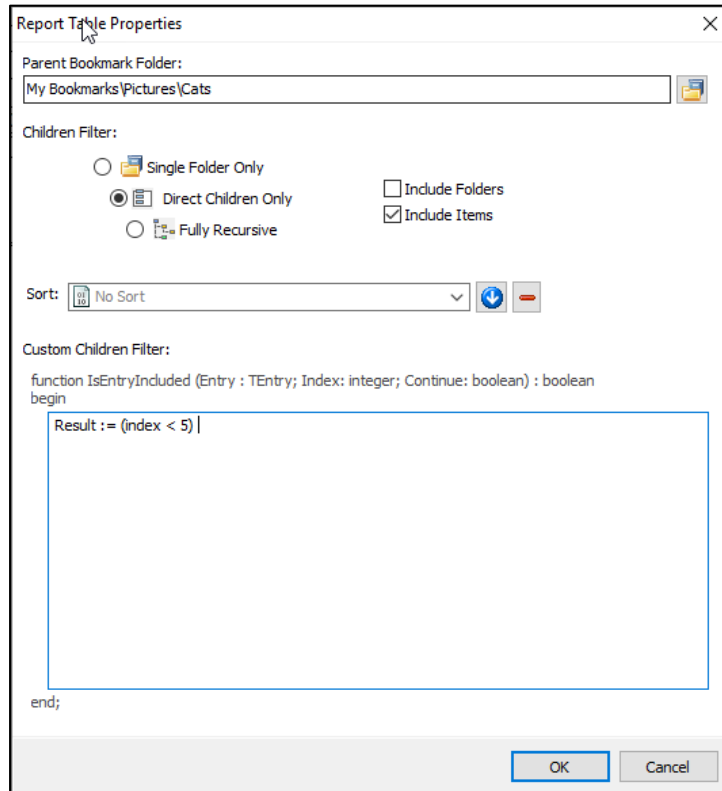 Report Table Properties
Parent Bookmark Folder:
My Bookmarks\Pictures\Cats
Children Filter:
Single Folder Only
Direct Children Only
Fully Recursive
Include Folders
Include Items
Sort: No Sort
Custom Children Filter:
function IsEntryIncluded (Entry : TEntry; Index: integer; Continue: boolean) : boolean
begin
Result := (index < 5)
end;
OK Cancel